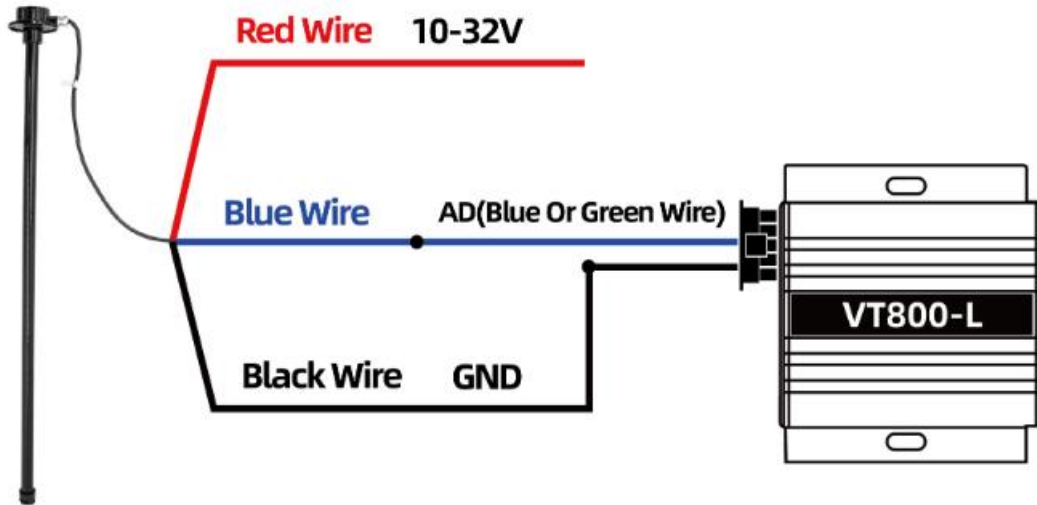 Red Wire 10-32V
Blue Wire AD(Blue Or Green Wire)
VT800-L
Black Wire GND